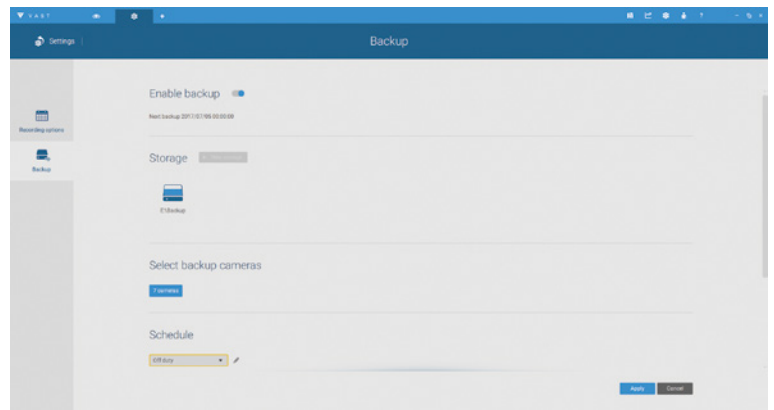 VAST
Settings
Backup
Enable backup
Next backup 2017/07/06 00:00:00
Recording options
Backup
Storage
E:\Backup
Select backup cameras
7 cameras
Schedule
Off duty
Apply
Cancel